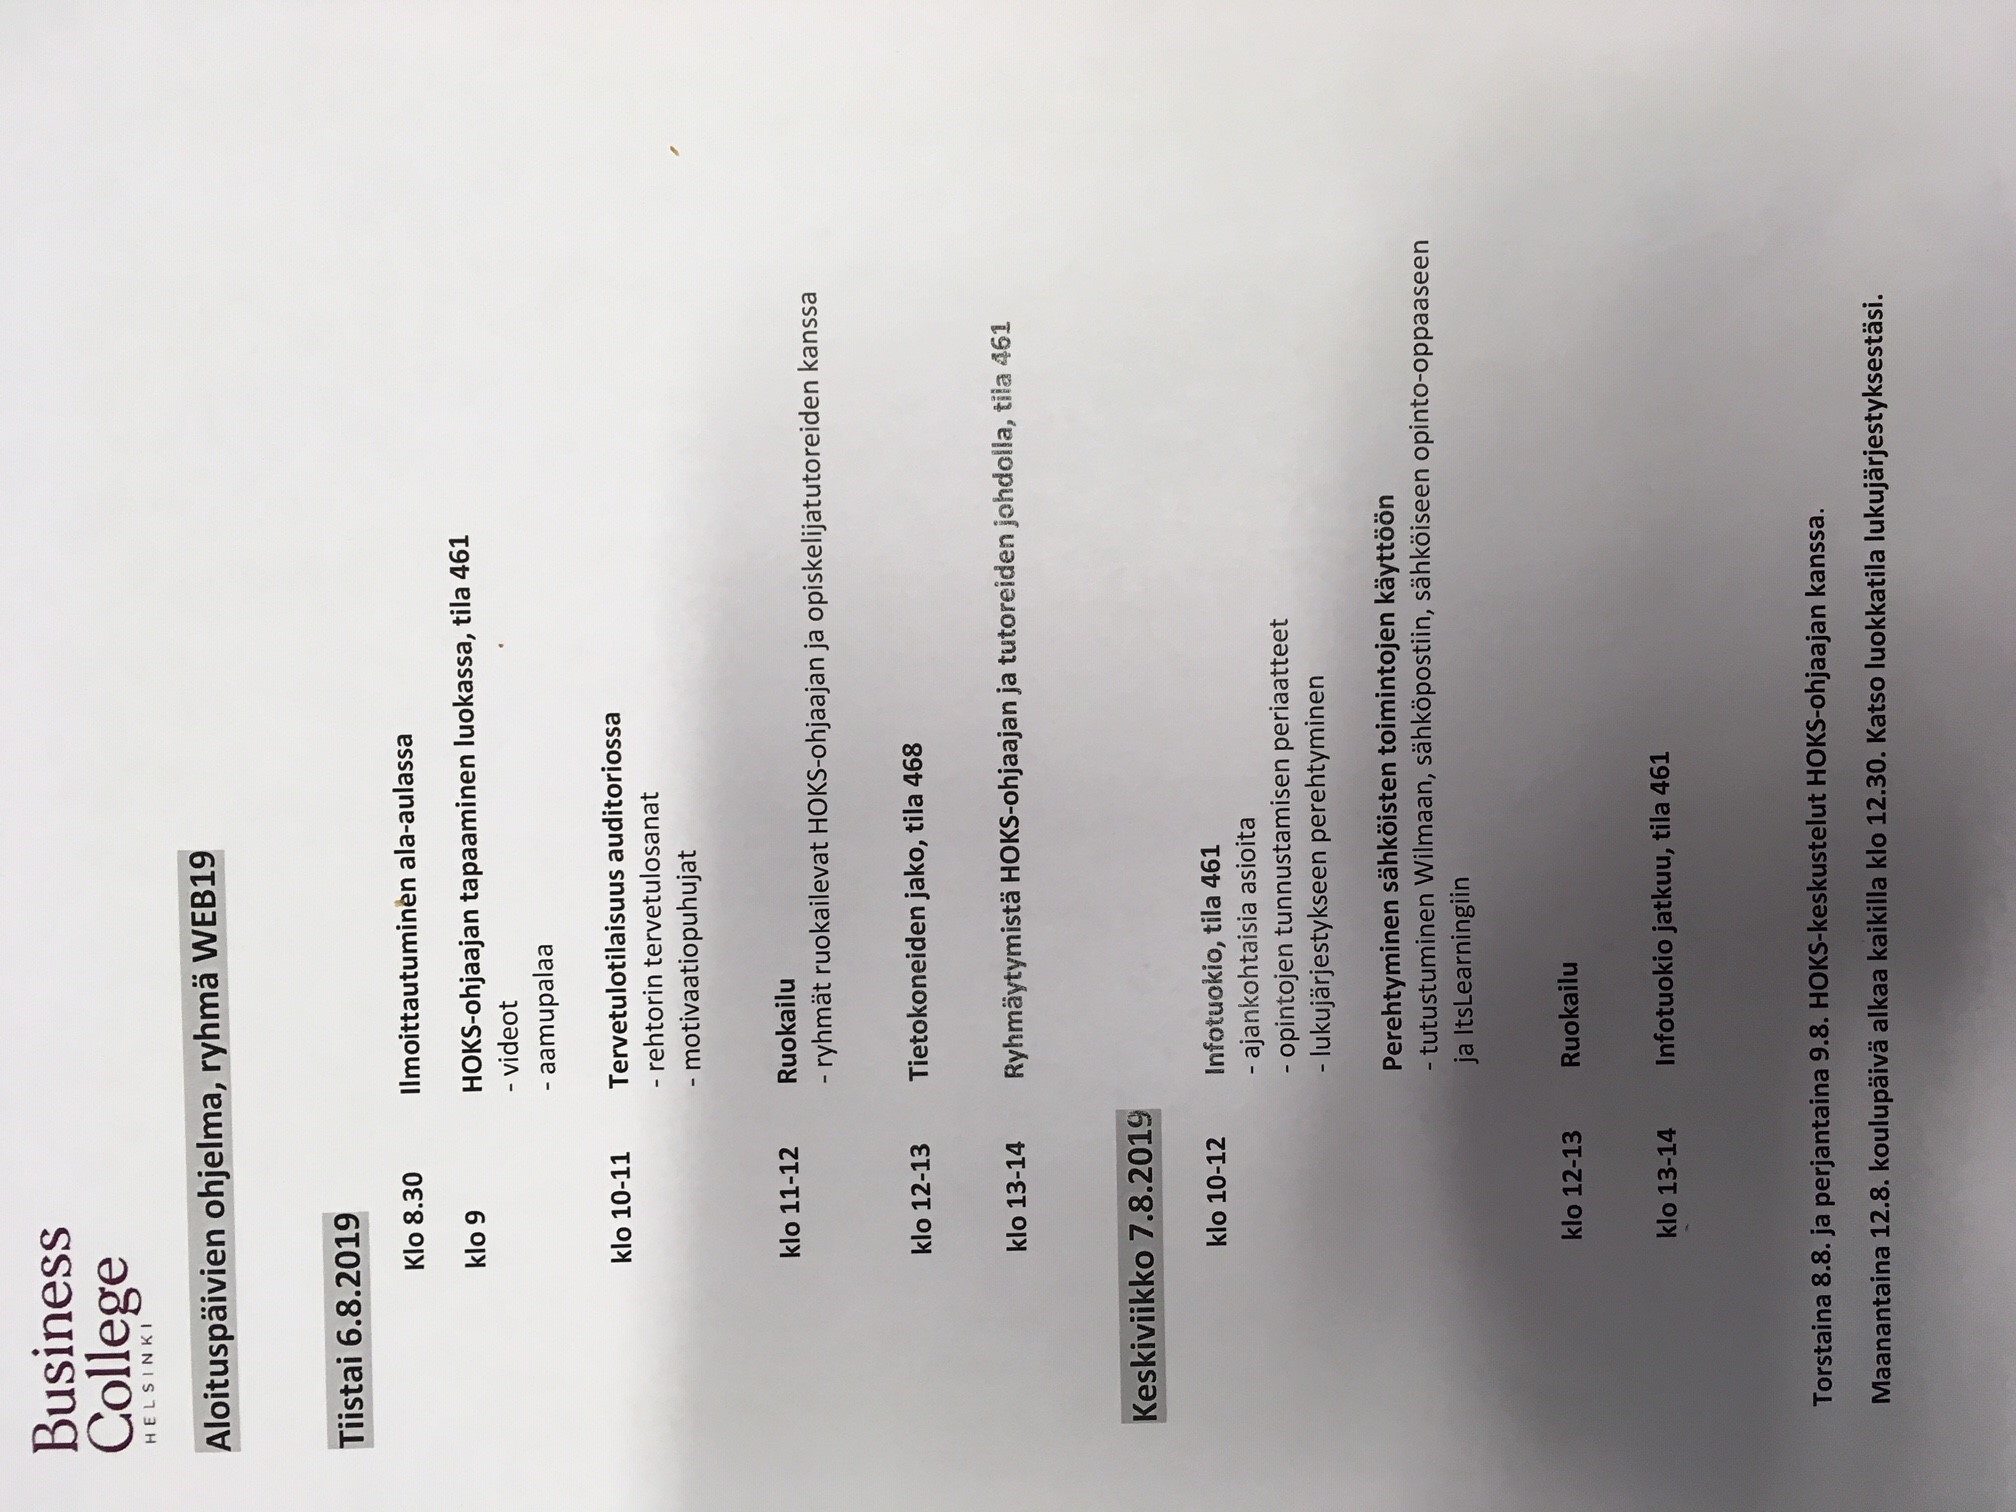 Business
College
HELSINKI
Aloituspäivien ohjelma, ryhmä WEB19
Tiistai 6.8.2019
Klo 8.30 Ilmoittautuminen ala-aulassa
klo 9 HOKS-ohjaajan tapaaminen luokassa, tila 461
- videot
- aamupalaa
klo 10-11 Tervetulotilaisuus auditoriossa
- rehtorin tervetulosanat
- motivaatiopuhujat
klo 11-12 Ruokailu
- ryhmät ruokailevat HOKS-ohjaajan ja opiskelijatutoreiden kanssa
klo 12-13 Tietokoneiden jako, tila 468
klo 13-14 Ryhmäytymistä HOKS-ohjaajan ja tutoreiden johdolla, tila 461
Keskiviikko 7.8.2019
klo 10-12 Infotuokio, tila 461
- ajankohtaisia asioita
- opintojen tunnustamisen periaatteet
- lukujärjestykseen perehtyminen
Perehtyminen sähköisten toimintojen käyttöön
- tutustuminen Wilmaan, sähköpostiin, sähköiseen opinto-oppaaseen
ja ItsLearningiin
klo 12-13 Ruokailu
klo 13-14 Infotuokio jatkuu, tila 461
Torstaina 8.8. ja perjantaina 9.8. HOKS-keskustelut HOKS-ohjaajan kanssa.
Maanantaina 12.8. koulupäivä alkaa kaikilla klo 12.30. Katso luokkatila lukujärjestyksestäsi.